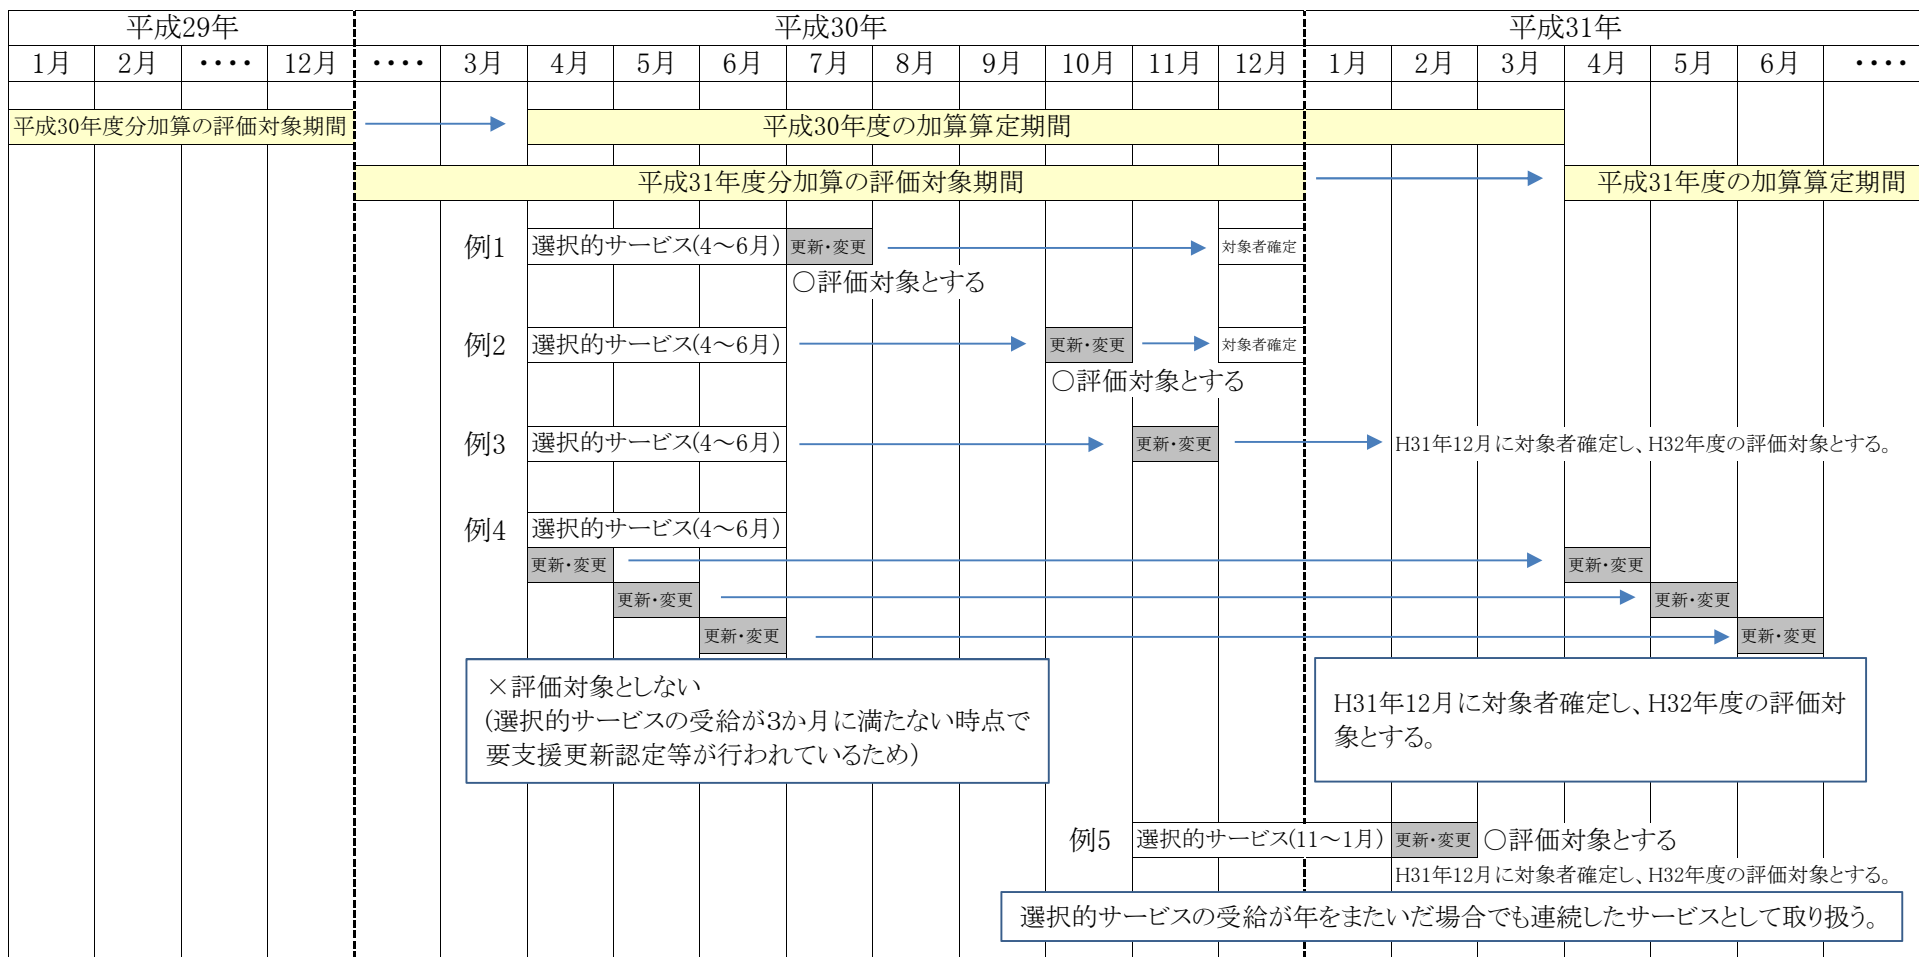 平成29年 平成30年 平成31年
1月 2月 ‥‥ 12月 ‥‥ 3月 4月 5月 6月 7月 8月 9月 10月 11月 12月 1月 2月 3月 4月 5月 6月 ‥‥
平成30年度分加算の評価対象期間 平成30年度の加算算定期間
平成31年度分加算の評価対象期間 平成31年度の加算算定期間
例1 選択的サービス(4～6月) 更新・変更 対象者確定
○評価対象とする
例2 選択的サービス(4～6月) 更新・変更 対象者確定
○評価対象とする
例3 選択的サービス(4～6月) 更新・変更 H31年12月に対象者確定し、H32年度の評価対象とする。
例4 選択的サービス(4～6月)
更新・変更 更新・変更
更新・変更 更新・変更
更新・変更 更新・変更
×評価対象としない
(選択的サービスの受給が3か月に満たない時点で
要支援更新認定等が行われているため)
H31年12月に対象者確定し、H32年度の評価対
象とする。
例5 選択的サービス(11～1月) 更新・変更 ○評価対象とする
H31年12月に対象者確定し、H32年度の評価対象とする。
選択的サービスの受給が年をまたいだ場合でも連続したサービスとして取り扱う。